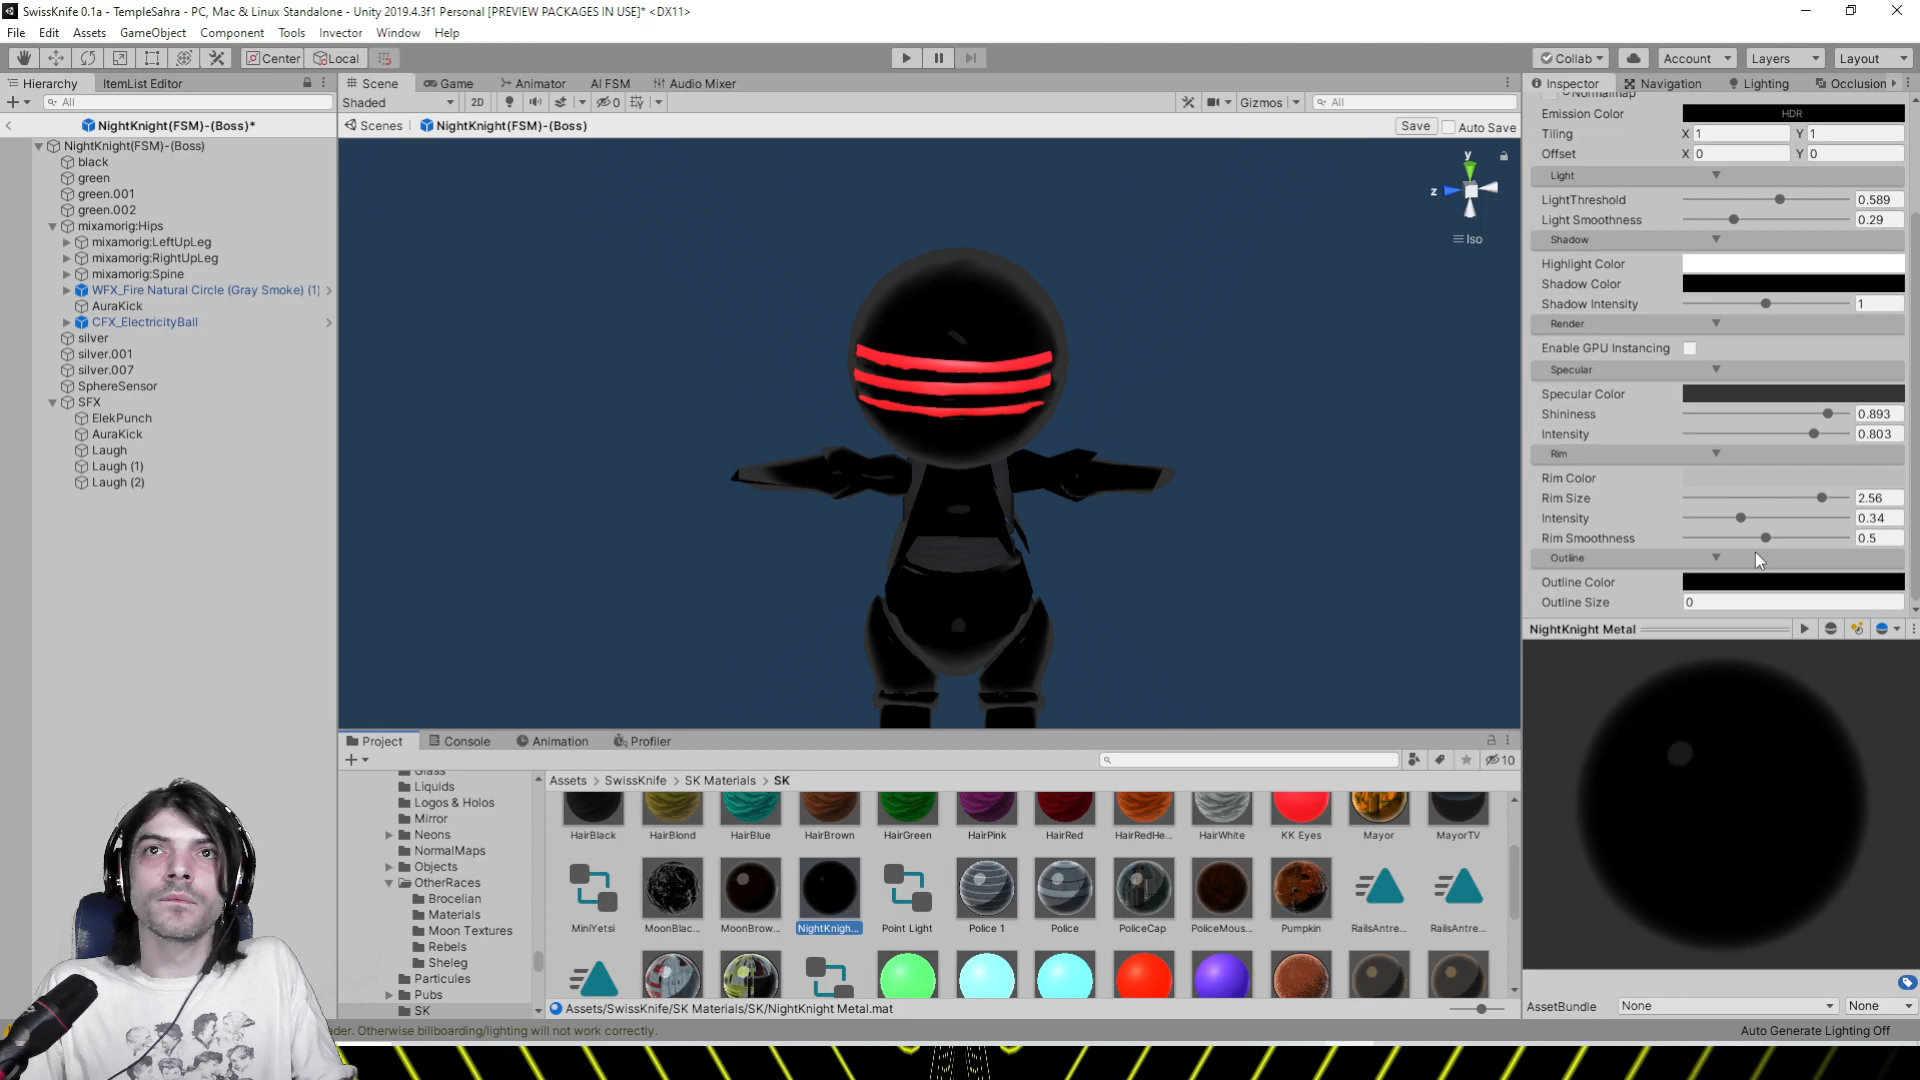 SwissKnife 0.1a - TempleSahra - PC, Mac & Linux Standalone - Unity 2019.4.3f1 Personal [PREVIEW PACKAGES IN USE]* <DX11>
File Edit Assets GameObject Component Tools Invector Window Help
Center Local Collab Account Layers Layout
Hierarchy ItemList Editor
All
NightKnight(FSM)-(Boss)*
NightKnight(FSM)-(Boss)
black
green
green.001
green.002
mixamorig:Hips
mixamorig:LeftUpLeg
mixamorig:RightUpLeg
mixamorig:Spine
WFX_Fire Natural Circle (Gray Smoke) (1)
AuraKick
CFX_ElectricityBall
silver
silver.001
silver.007
SphereSensor
SFX
ElekPunch
AuraKick
Laugh
Laugh (1)
Laugh (2)
Scene Game Animator AI FSM Audio Mixer
Shaded 2D 0 Gizmos All
Scenes NightKnight(FSM)-(Boss) Save Auto Save
y
z
Iso
Inspector Navigation Lighting Occlusion
Normalmap
Emission Color HDR
Tiling X 1 Y 1
Offset X 0 Y 0
Light
LightThreshold 0.589
Light Smoothness 0.29
Shadow
Highlight Color
Shadow Color
Shadow Intensity 1
Render
Enable GPU Instancing
Specular
Specular Color
Shininess 0.893
Intensity 0.803
Rim
Rim Color
Rim Size 2.56
Intensity 0.34
Rim Smoothness 0.5
Outline
Outline Color
Outline Size 0
NightKnight Metal
AssetBundle None None
Project Console Animation Profiler
10
Glass
Liquids
Logos & Holos
Mirror
Neons
NormalMaps
Objects
OtherRaces
Brocelian
Materials
Moon Textures
Rebels
Sheleg
Particules
Pubs
SK
Assets > SwissKnife > SK Materials > SK
HairBlack HairBlond HairBlue HairBrown HairGreen HairPink HairRed HairRedHe... HairWhite KK Eyes Mayor MayorTV
MiniYetsi MoonBlac... MoonBrow... NightKnigh... Point Light Police 1 Police PoliceCap PoliceMous... Pumpkin RailsAntre... RailsAntre...
Assets/SwissKnife/SK Materials/SK/NightKnight Metal.mat
ader. Otherwise billboarding/lighting will not work correctly.
Auto Generate Lighting Off